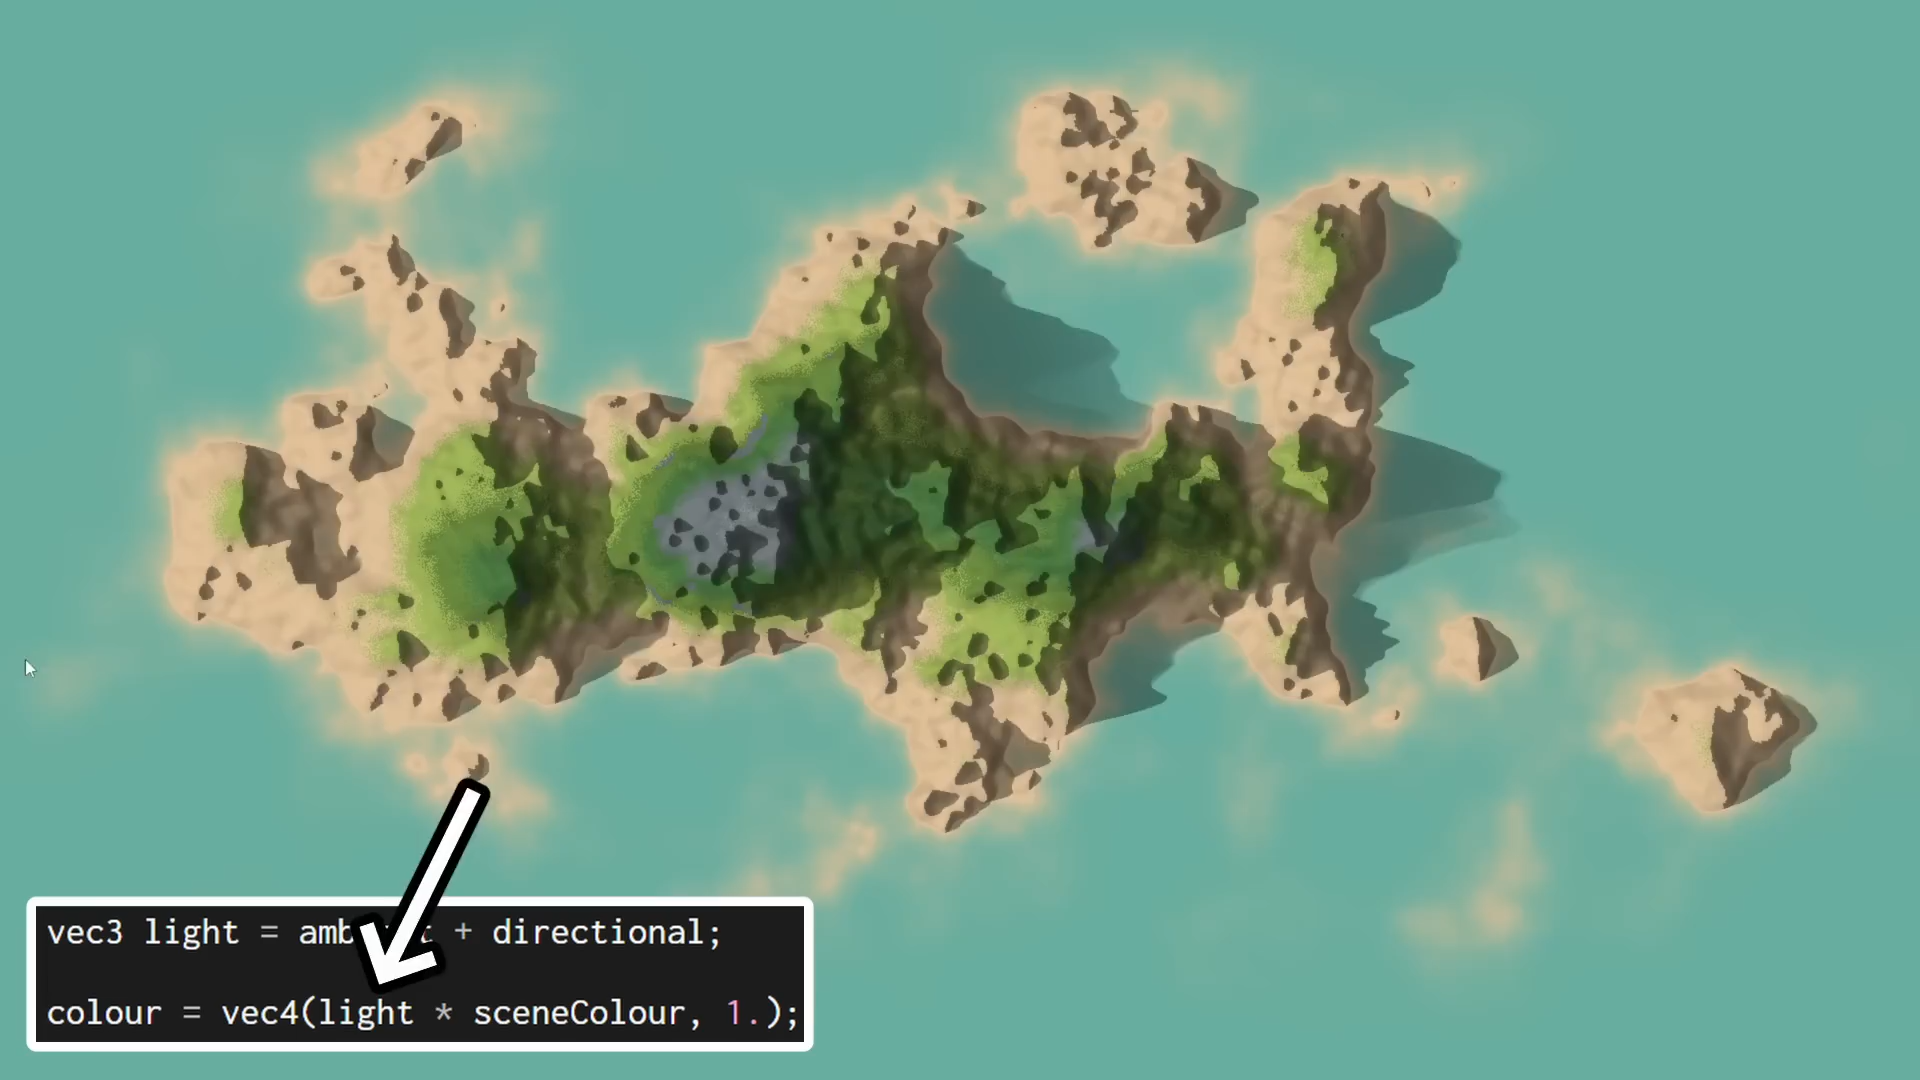 vec3 light = + directional;
colour = vec4(light * sceneColour, 1.);